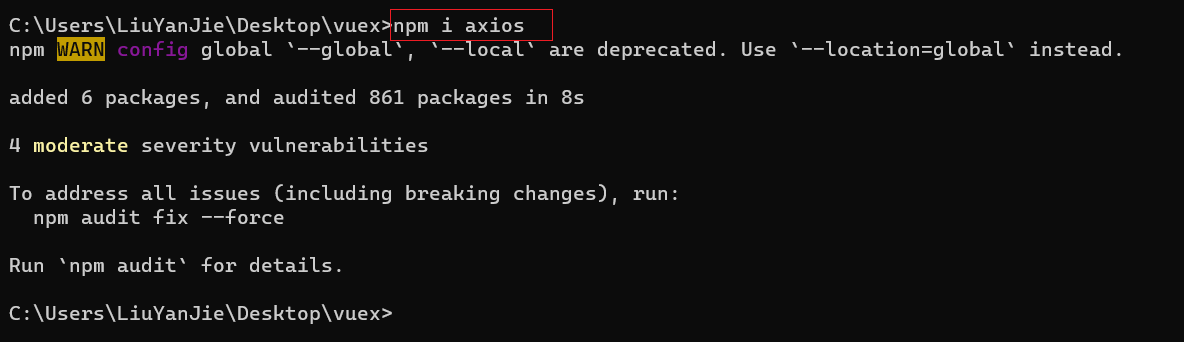 C:\Users\LiuYanJie\Desktop\vuex>npm i axios
npm WARN config global `--global`, `--local` are deprecated. Use `--location=global` instead.
added 6 packages, and audited 861 packages in 8s
4 moderate severity vulnerabilities
To address all issues (including breaking changes), run:
  npm audit fix --force
Run `npm audit` for details.
C:\Users\LiuYanJie\Desktop\vuex>